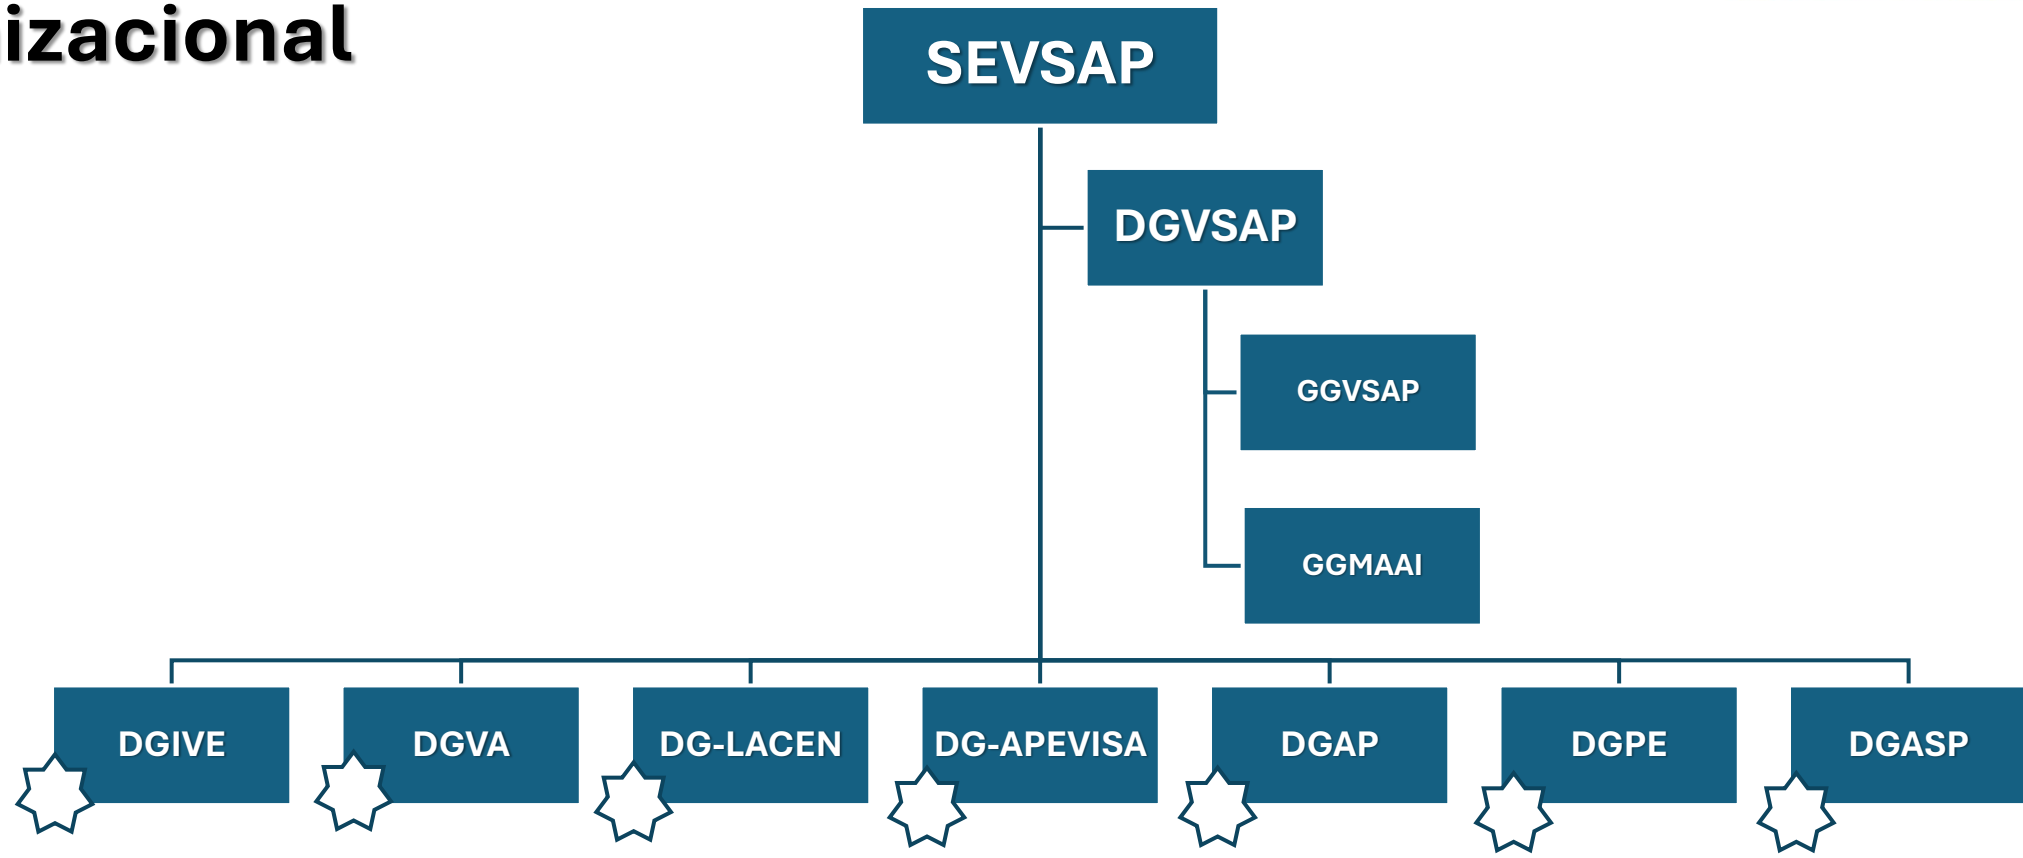 izacional
SEVSAP
DGVSAP
GGVSAP
GGMAAI
DGIVE
DGVA
DG-LACEN
DG-APEVISA
DGAP
DGPE
DGASP